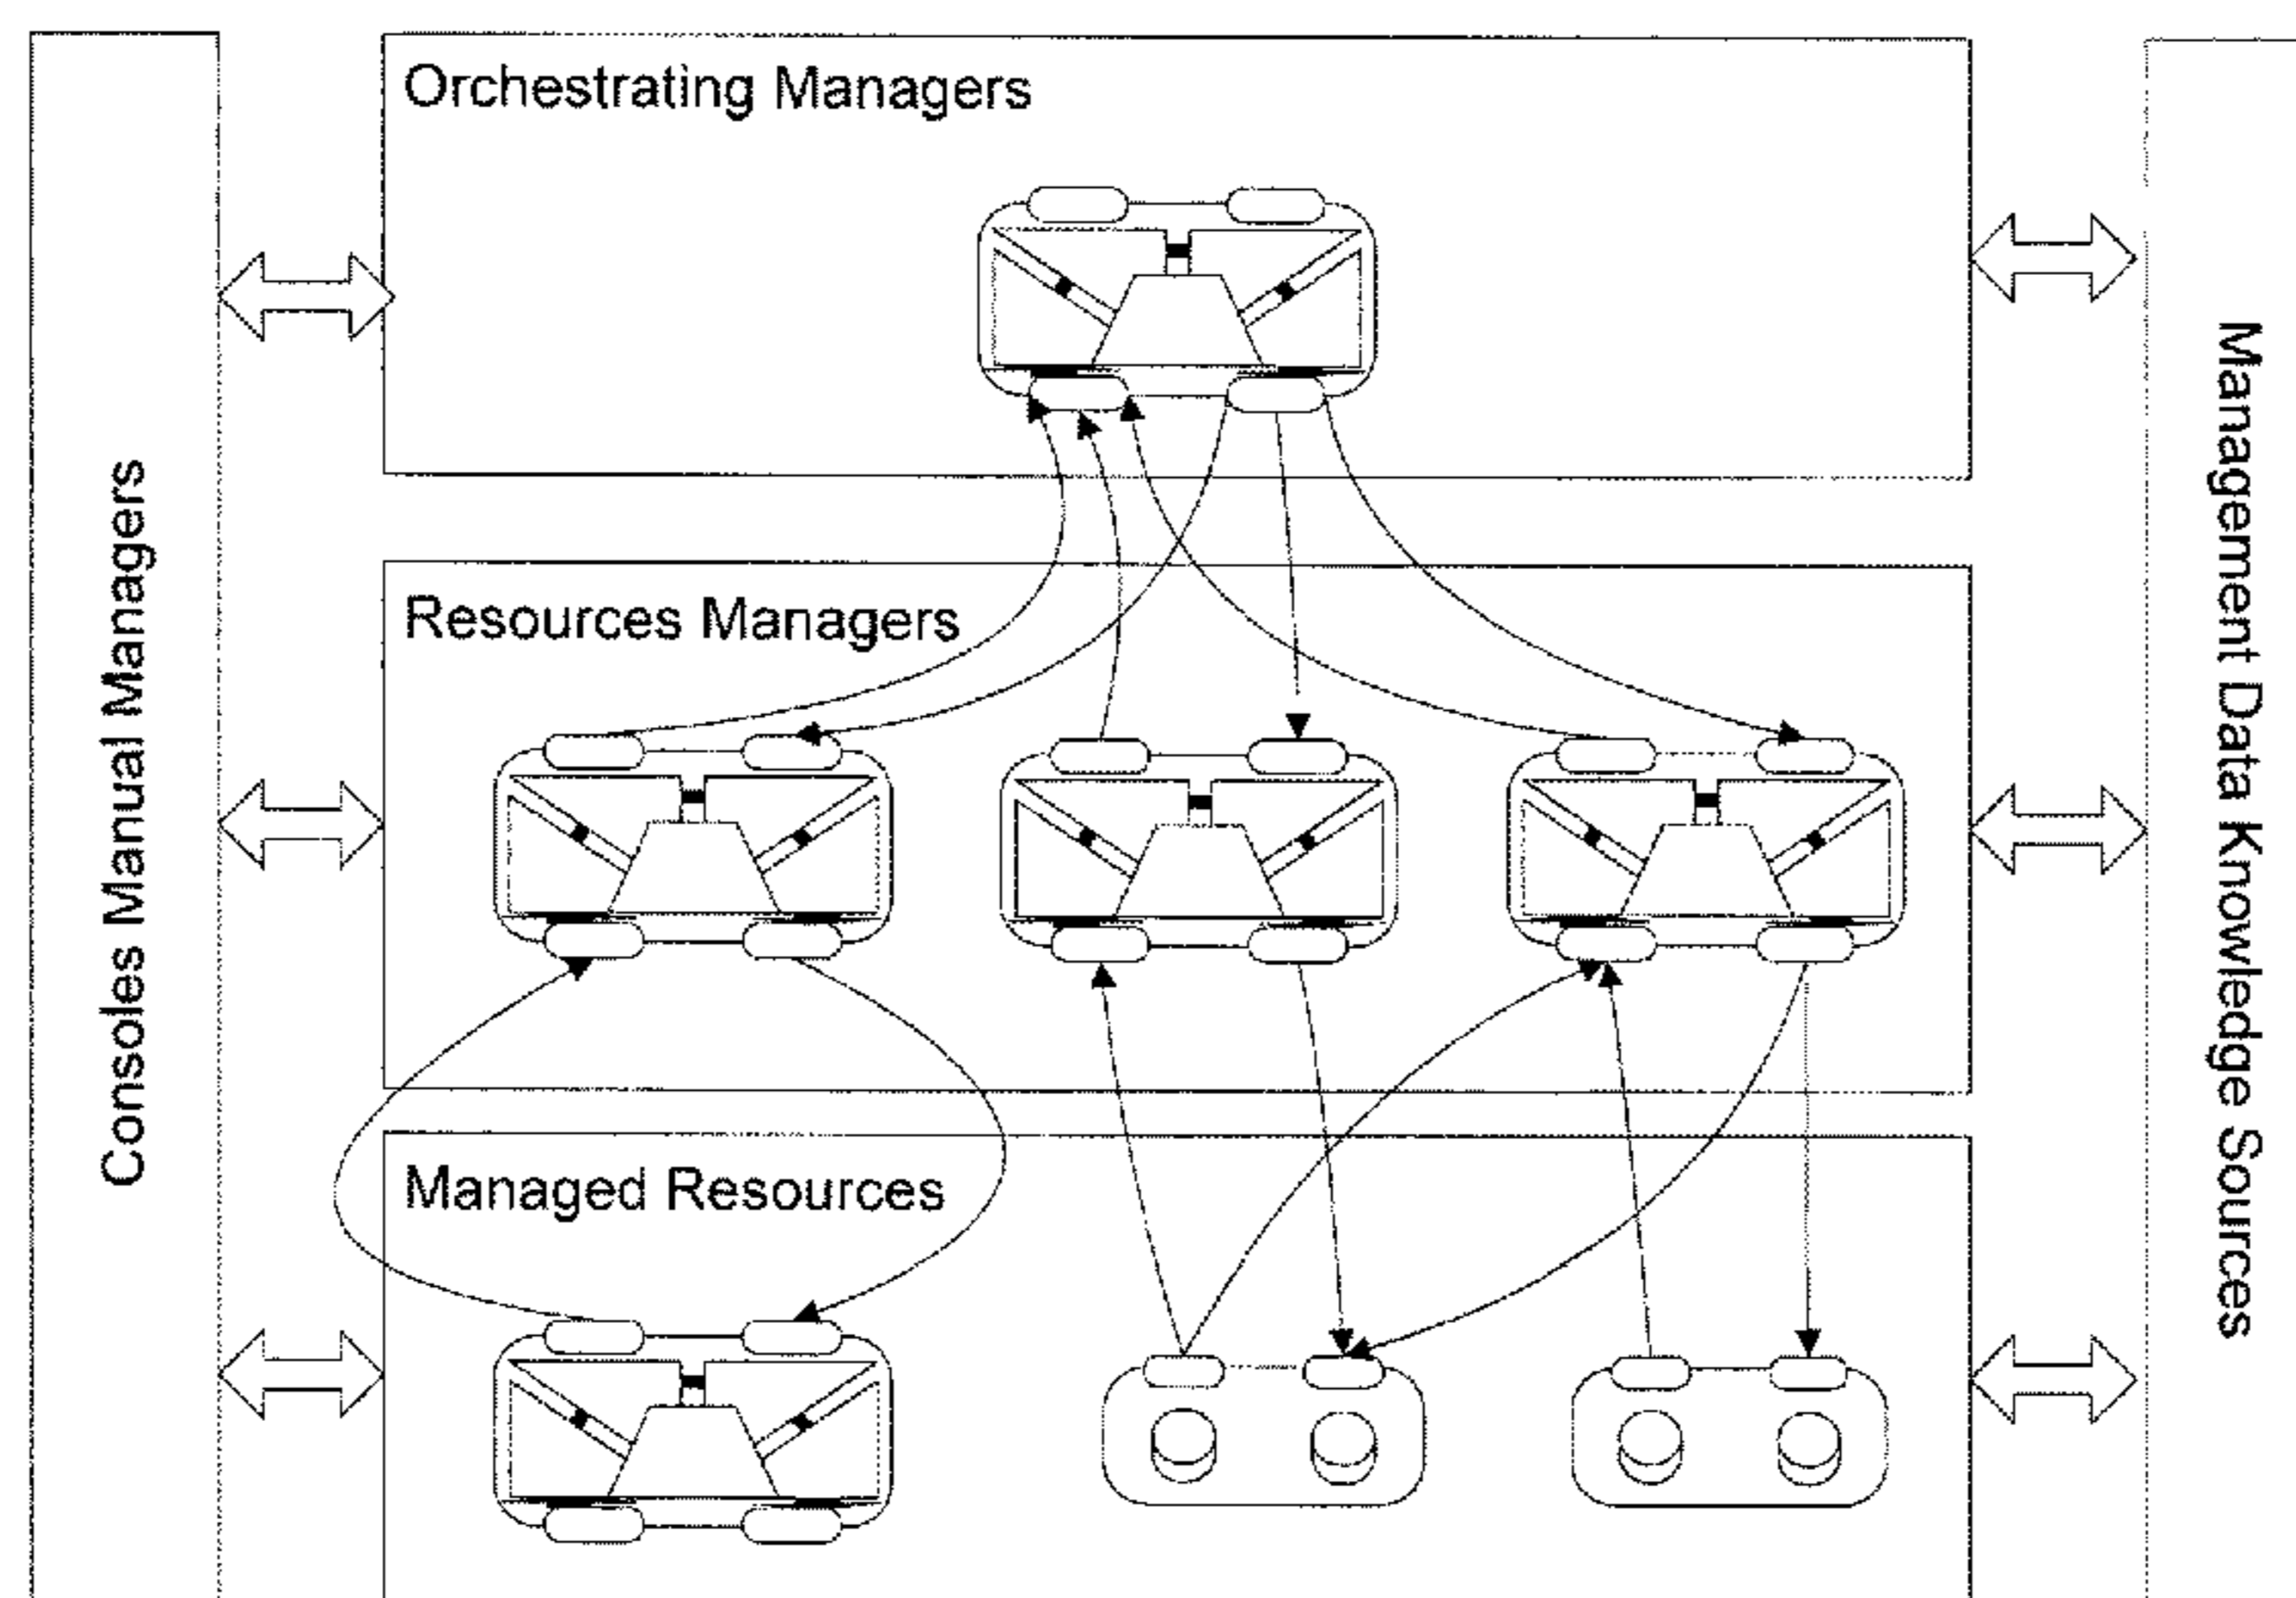 Orchestrating Managers
Consoles Manual Managers
Resources Managers
Management Data Knowledge Sources
Managed Resources